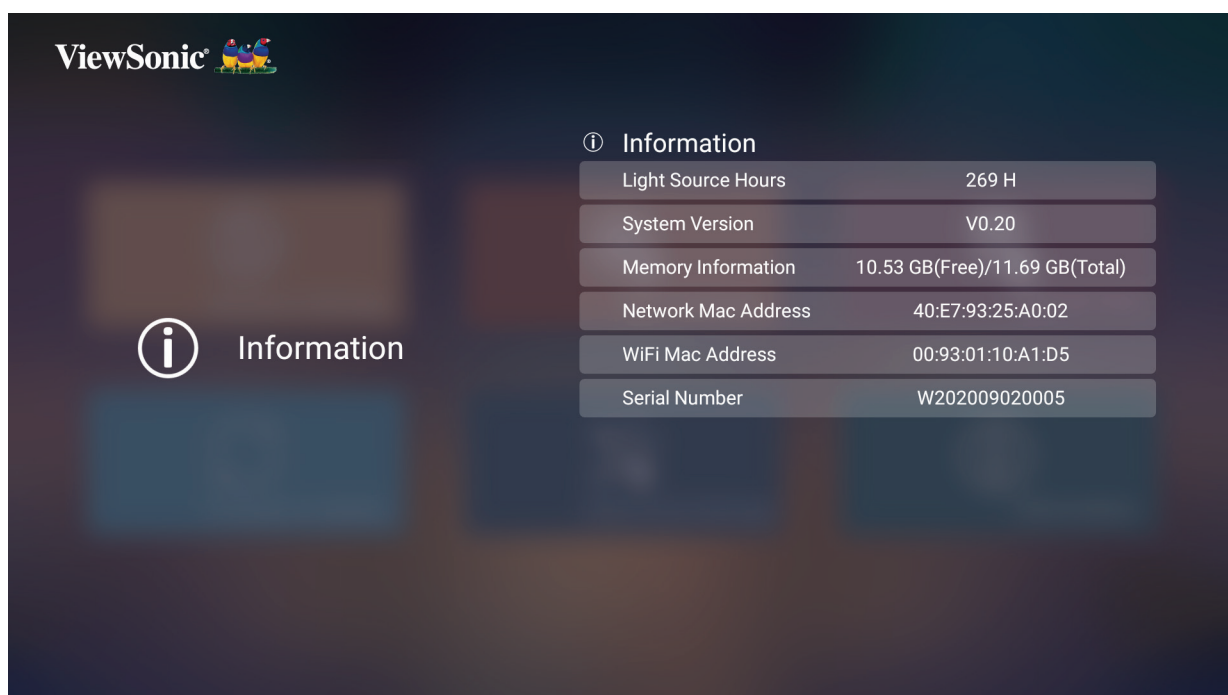 ViewSonic®
Information
Information
Light Source Hours 269 H
System Version V0.20
Memory Information 10.53 GB(Free)/11.69 GB(Total)
Network Mac Address 40:E7:93:25:A0:02
WiFi Mac Address 00:93:01:10:A1:D5
Serial Number W202009020005